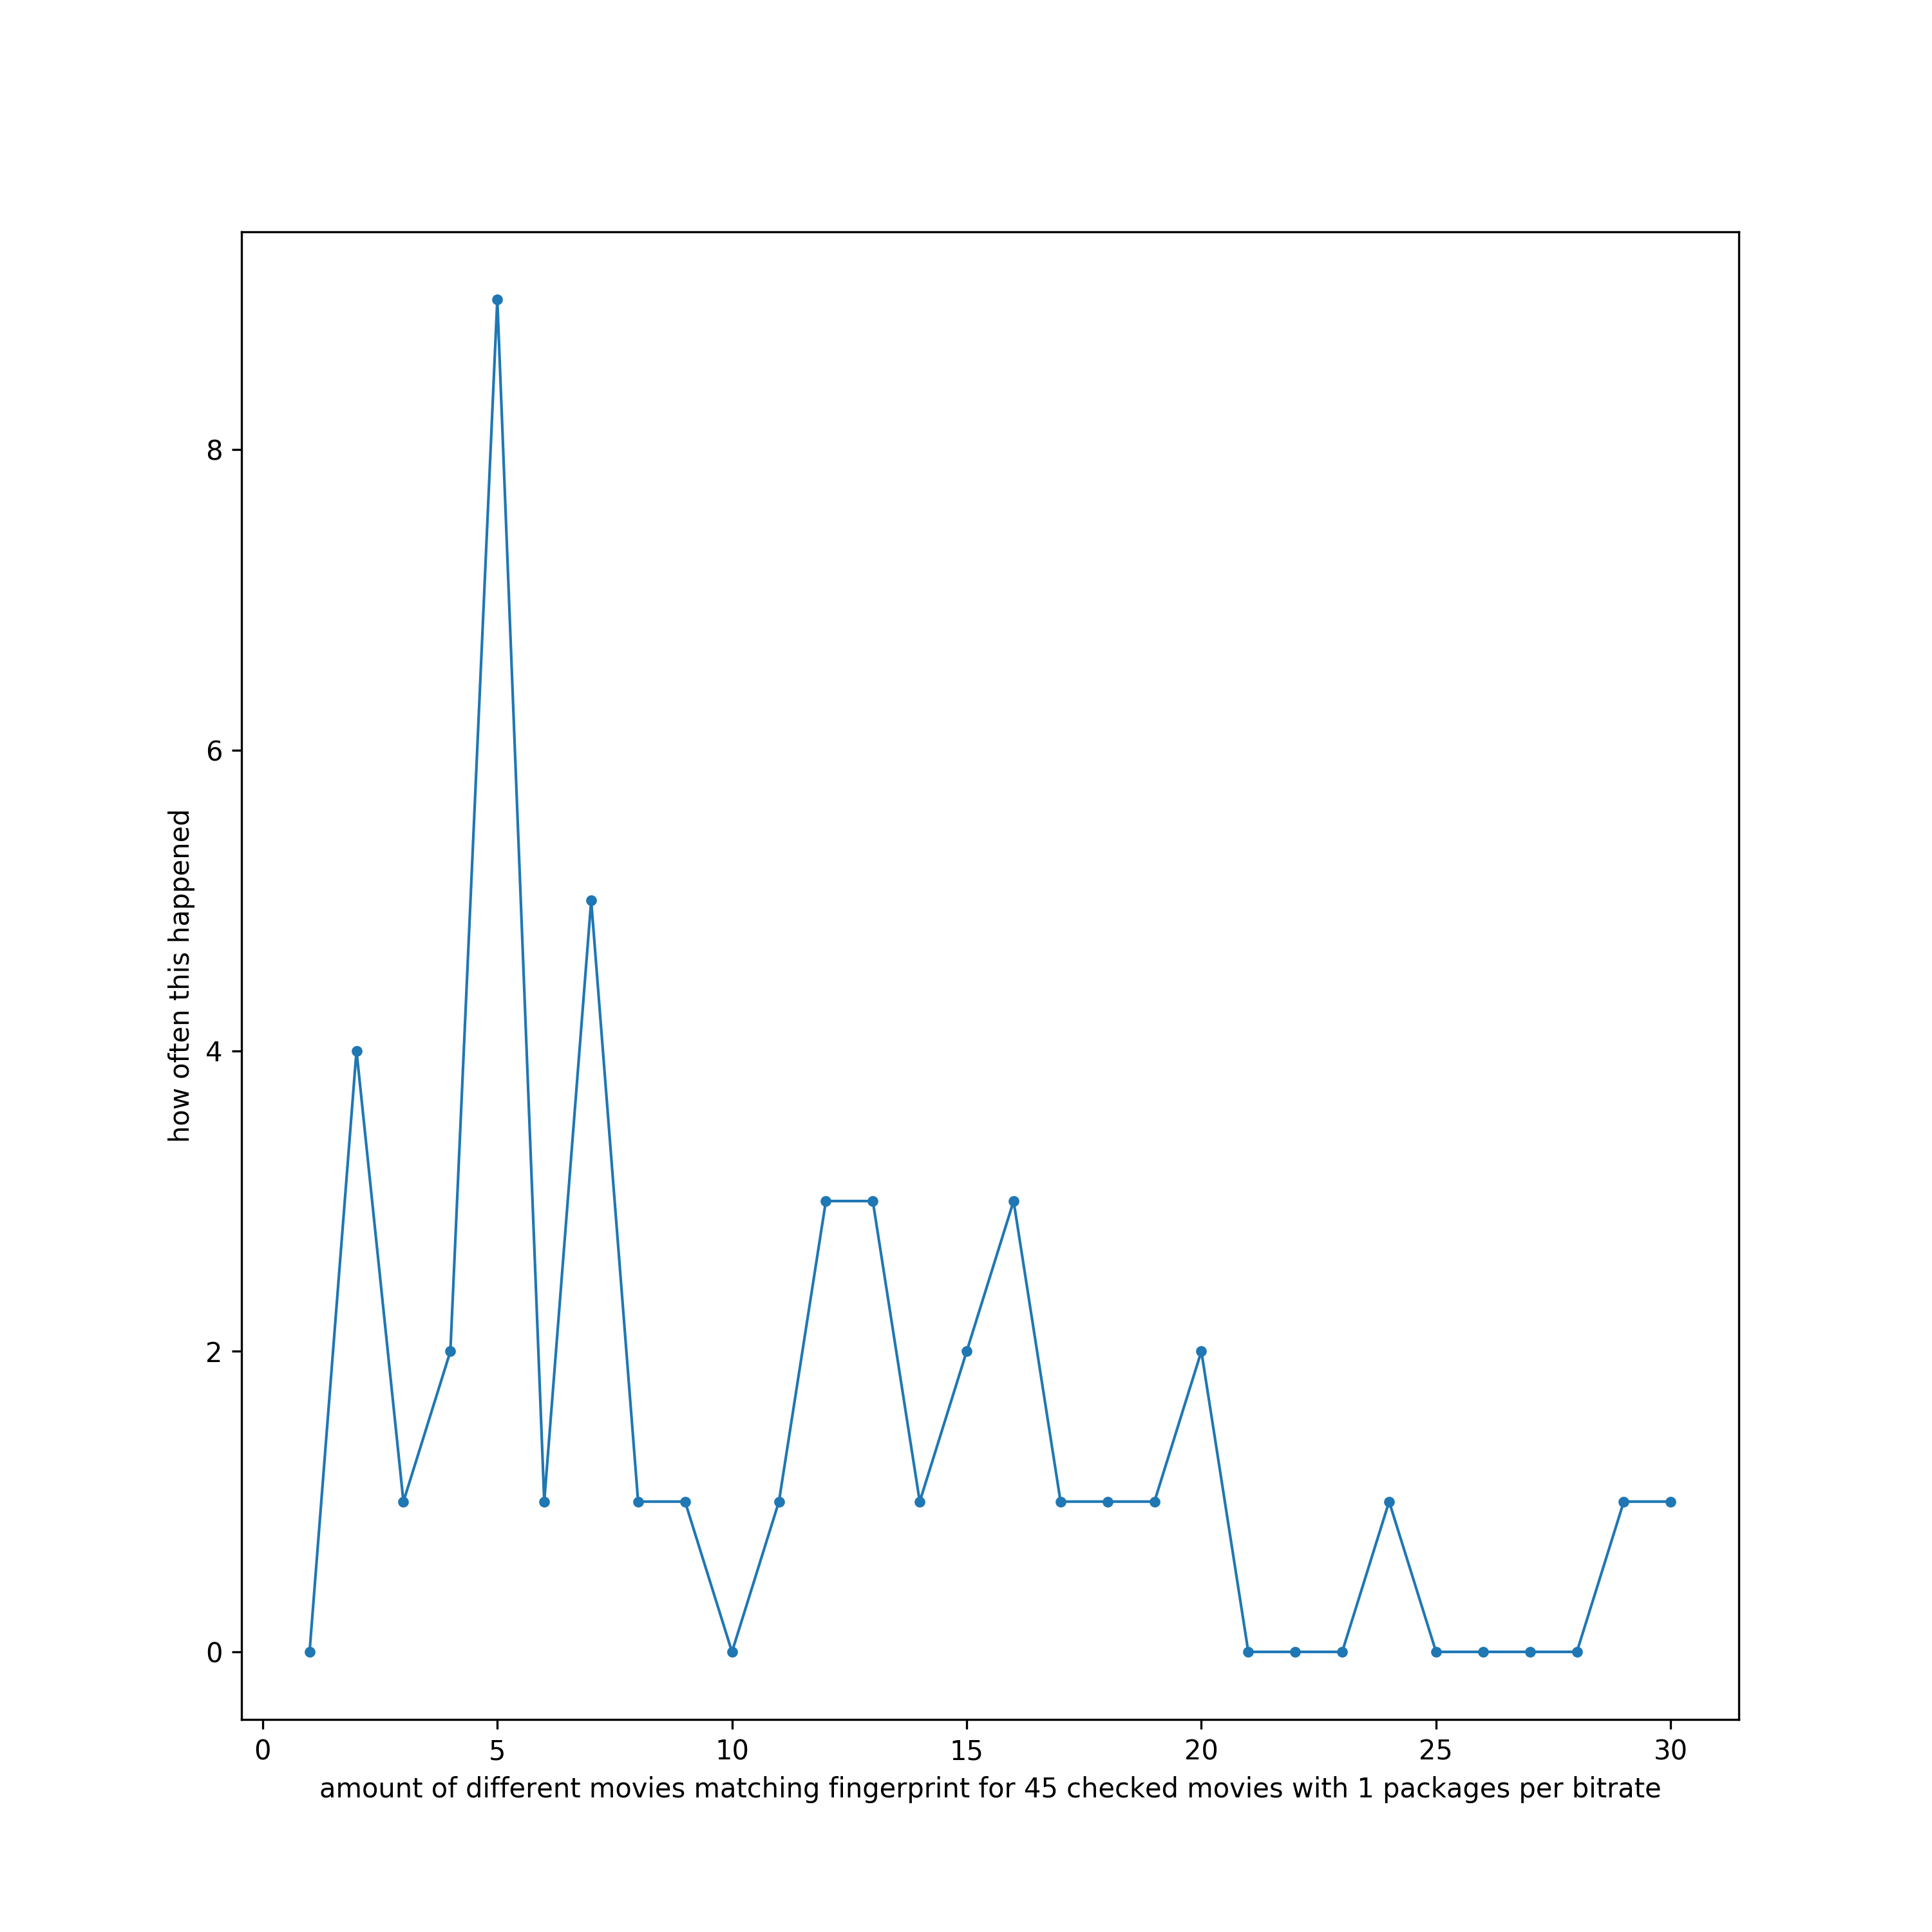 8
6
4
2
0
how often this happened
0 5 10 15 20 25 30
amount of different movies matching fingerprint for 45 checked movies with 1 packages per bitrate